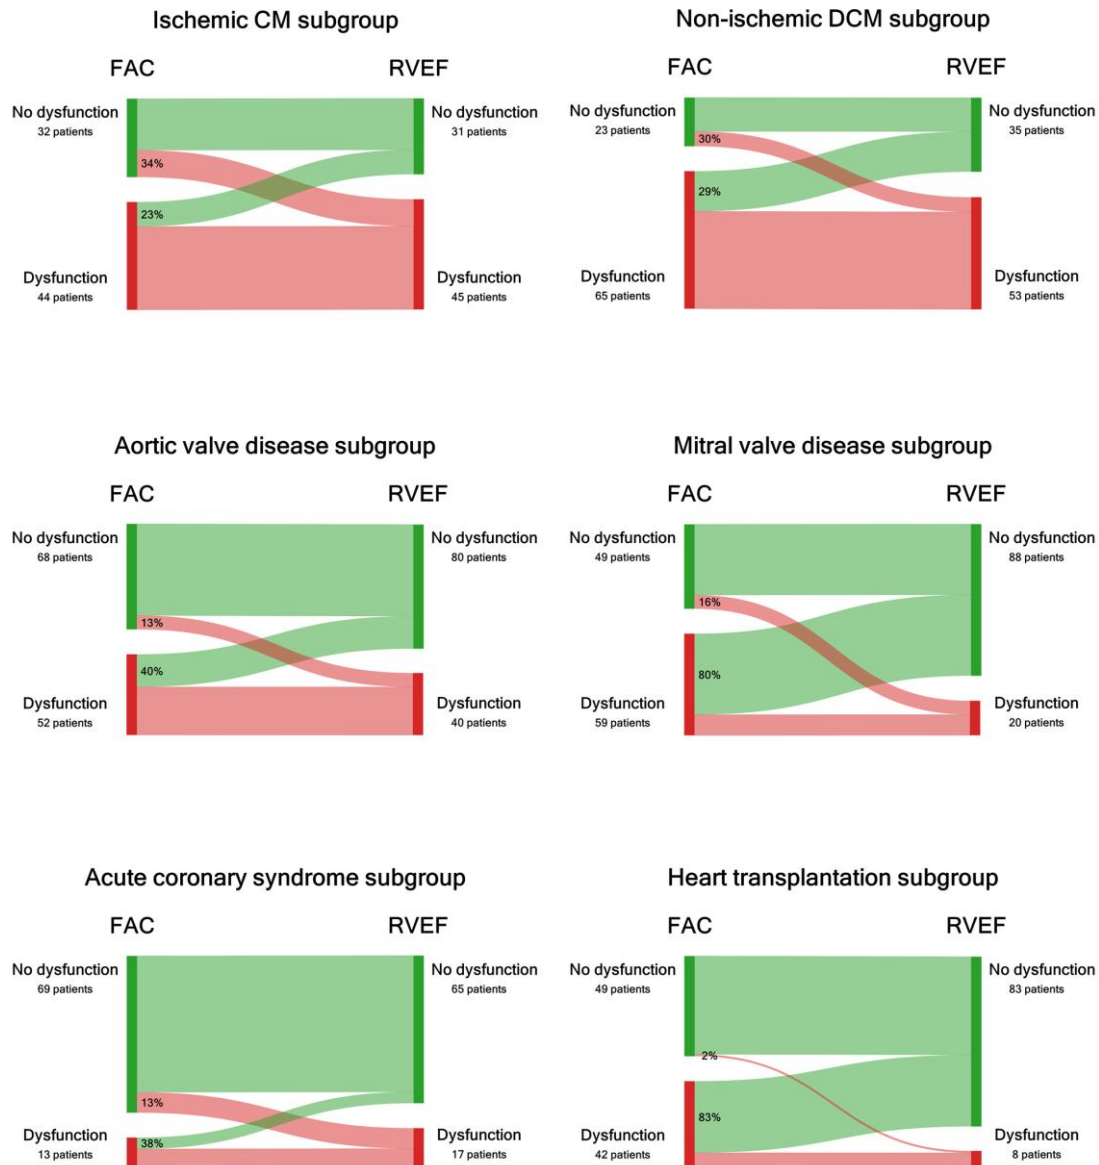 Ischemic CM subgroup
FAC RVEF
No dysfunction
32 patients
No dysfunction
31 patients
34%
23%
Dysfunction
44 patients
Dysfunction
45 patients
Non-ischemic DCM subgroup
FAC RVEF
No dysfunction
23 patients
No dysfunction
35 patients
30%
29%
Dysfunction
65 patients
Dysfunction
53 patients
Aortic valve disease subgroup
FAC RVEF
No dysfunction
68 patients
No dysfunction
80 patients
13%
40%
Dysfunction
52 patients
Dysfunction
40 patients
Mitral valve disease subgroup
FAC RVEF
No dysfunction
49 patients
No dysfunction
88 patients
16%
80%
Dysfunction
59 patients
Dysfunction
20 patients
Acute coronary syndrome subgroup
FAC RVEF
No dysfunction
69 patients
No dysfunction
65 patients
13%
38%
Dysfunction
13 patients
Dysfunction
17 patients
Heart transplantation subgroup
FAC RVEF
No dysfunction
49 patients
No dysfunction
83 patients
2%
83%
Dysfunction
42 patients
Dysfunction
8 patients